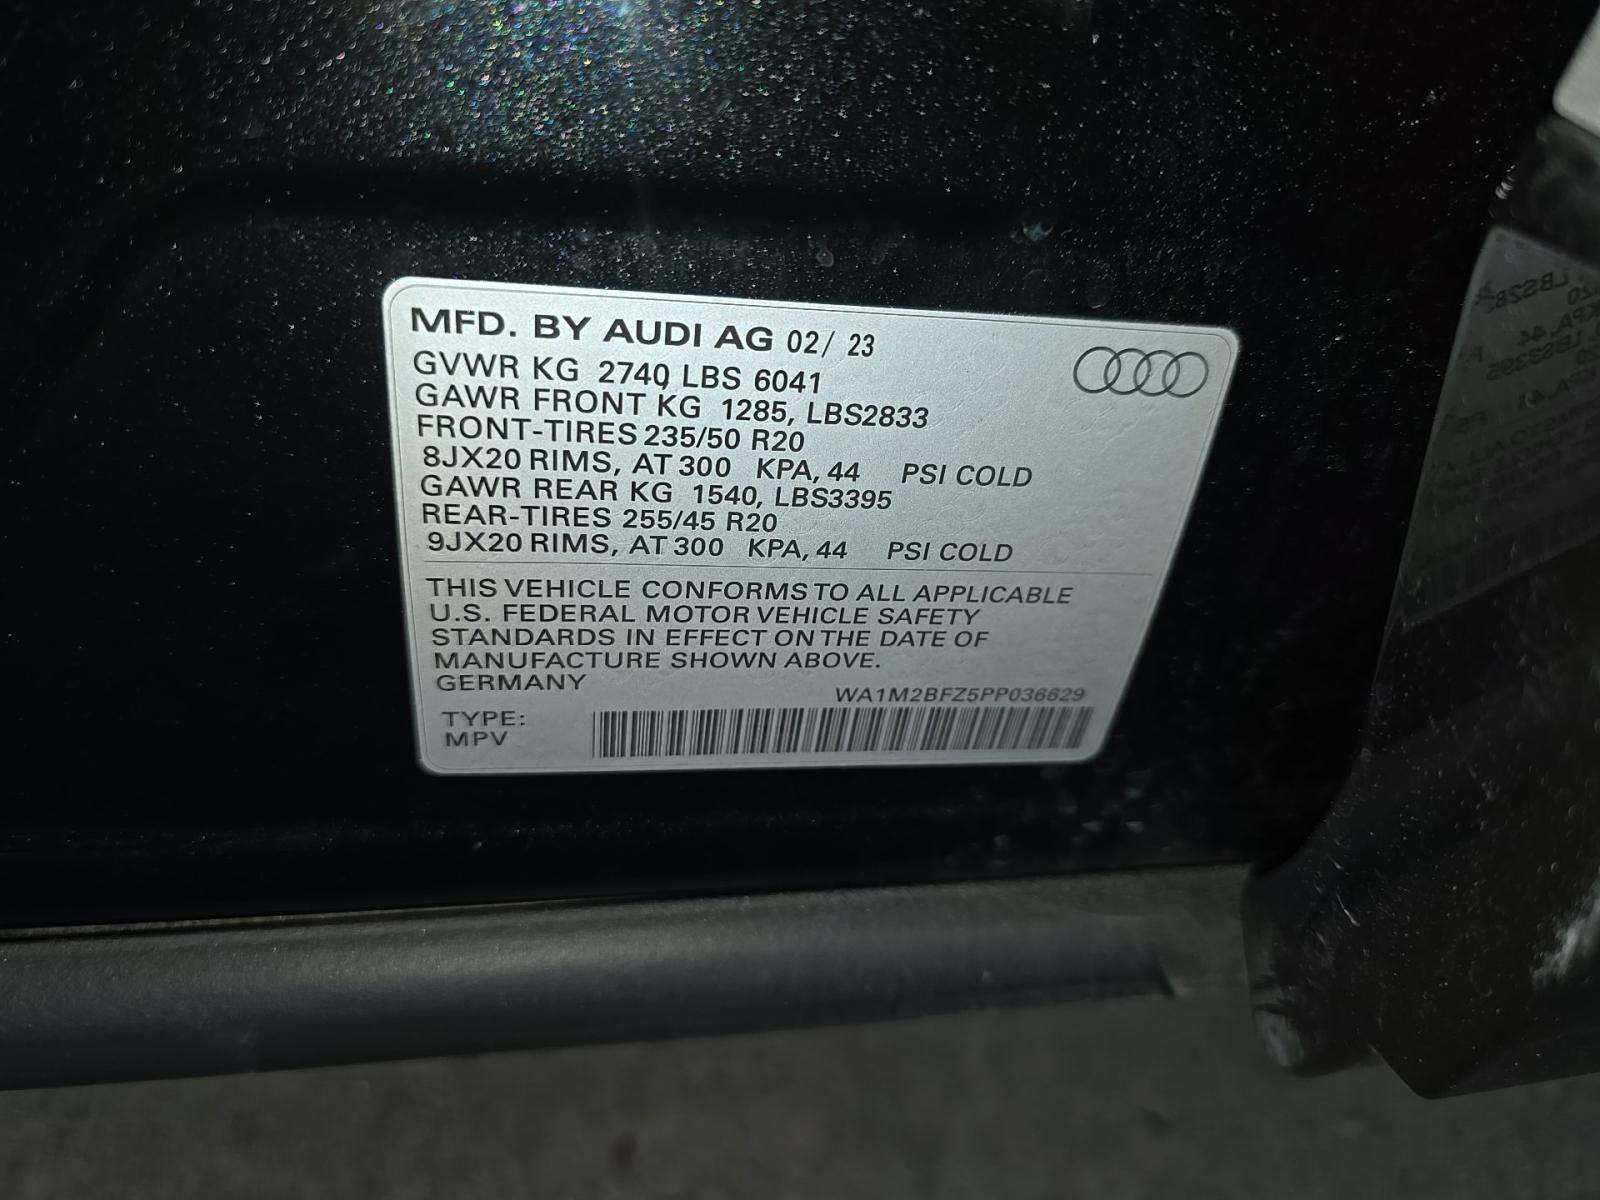 MFD. BY AUDI AG 02/ 23
GVWR KG 2740 LBS 6041
GAWR FRONT KG 1285, LBS2833
FRONT-TIRES 235/50 R20
8JX20 RIMS, AT 300 KPA, 44 PSI COLD
GAWR REAR KG 1540, LBS3395
REAR-TIRES 255/45 R20
9JX20 RIMS, AT 300 KPA, 44 PSI COLD
THIS VEHICLE CONFORMS TO ALL APPLICABLE
U.S. FEDERAL MOTOR VEHICLE SAFETY
STANDARDS IN EFFECT ON THE DATE OF
MANUFACTURE SHOWN ABOVE.
GERMANY
WA1M2BFZ5PP036629
TYPE:
MPV